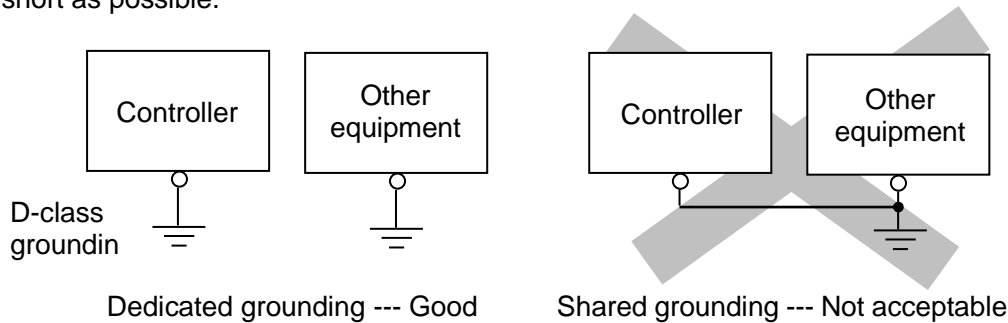 short as possible.
Controller
Other
equipment
Controller
Other
equipment
D-class
groundin
Dedicated grounding --- Good
Shared grounding --- Not acceptable